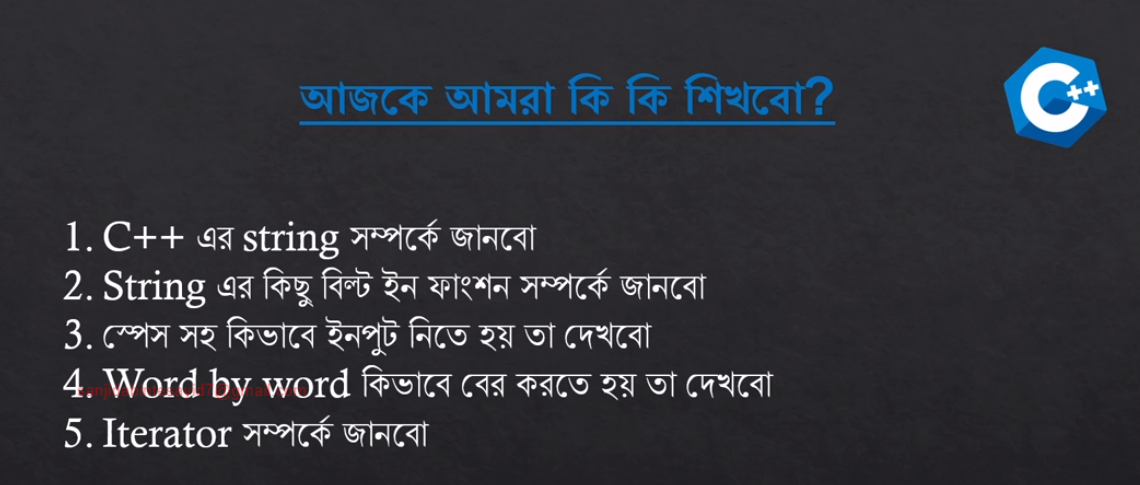 আজকে আমরা কি কি শিখবো?
C++
1. C++ এর string সম্পর্কে জানবো
2. String এর কিছু বিল্ট ইন ফাংশন সম্পর্কে জানবো
3. স্পেস সহ কিভাবে ইনপুট নিতে হয় তা দেখবো
4. Word by word কিভাবে বের করতে হয় তা দেখবো
5. Iterator সম্পর্কে জানবো